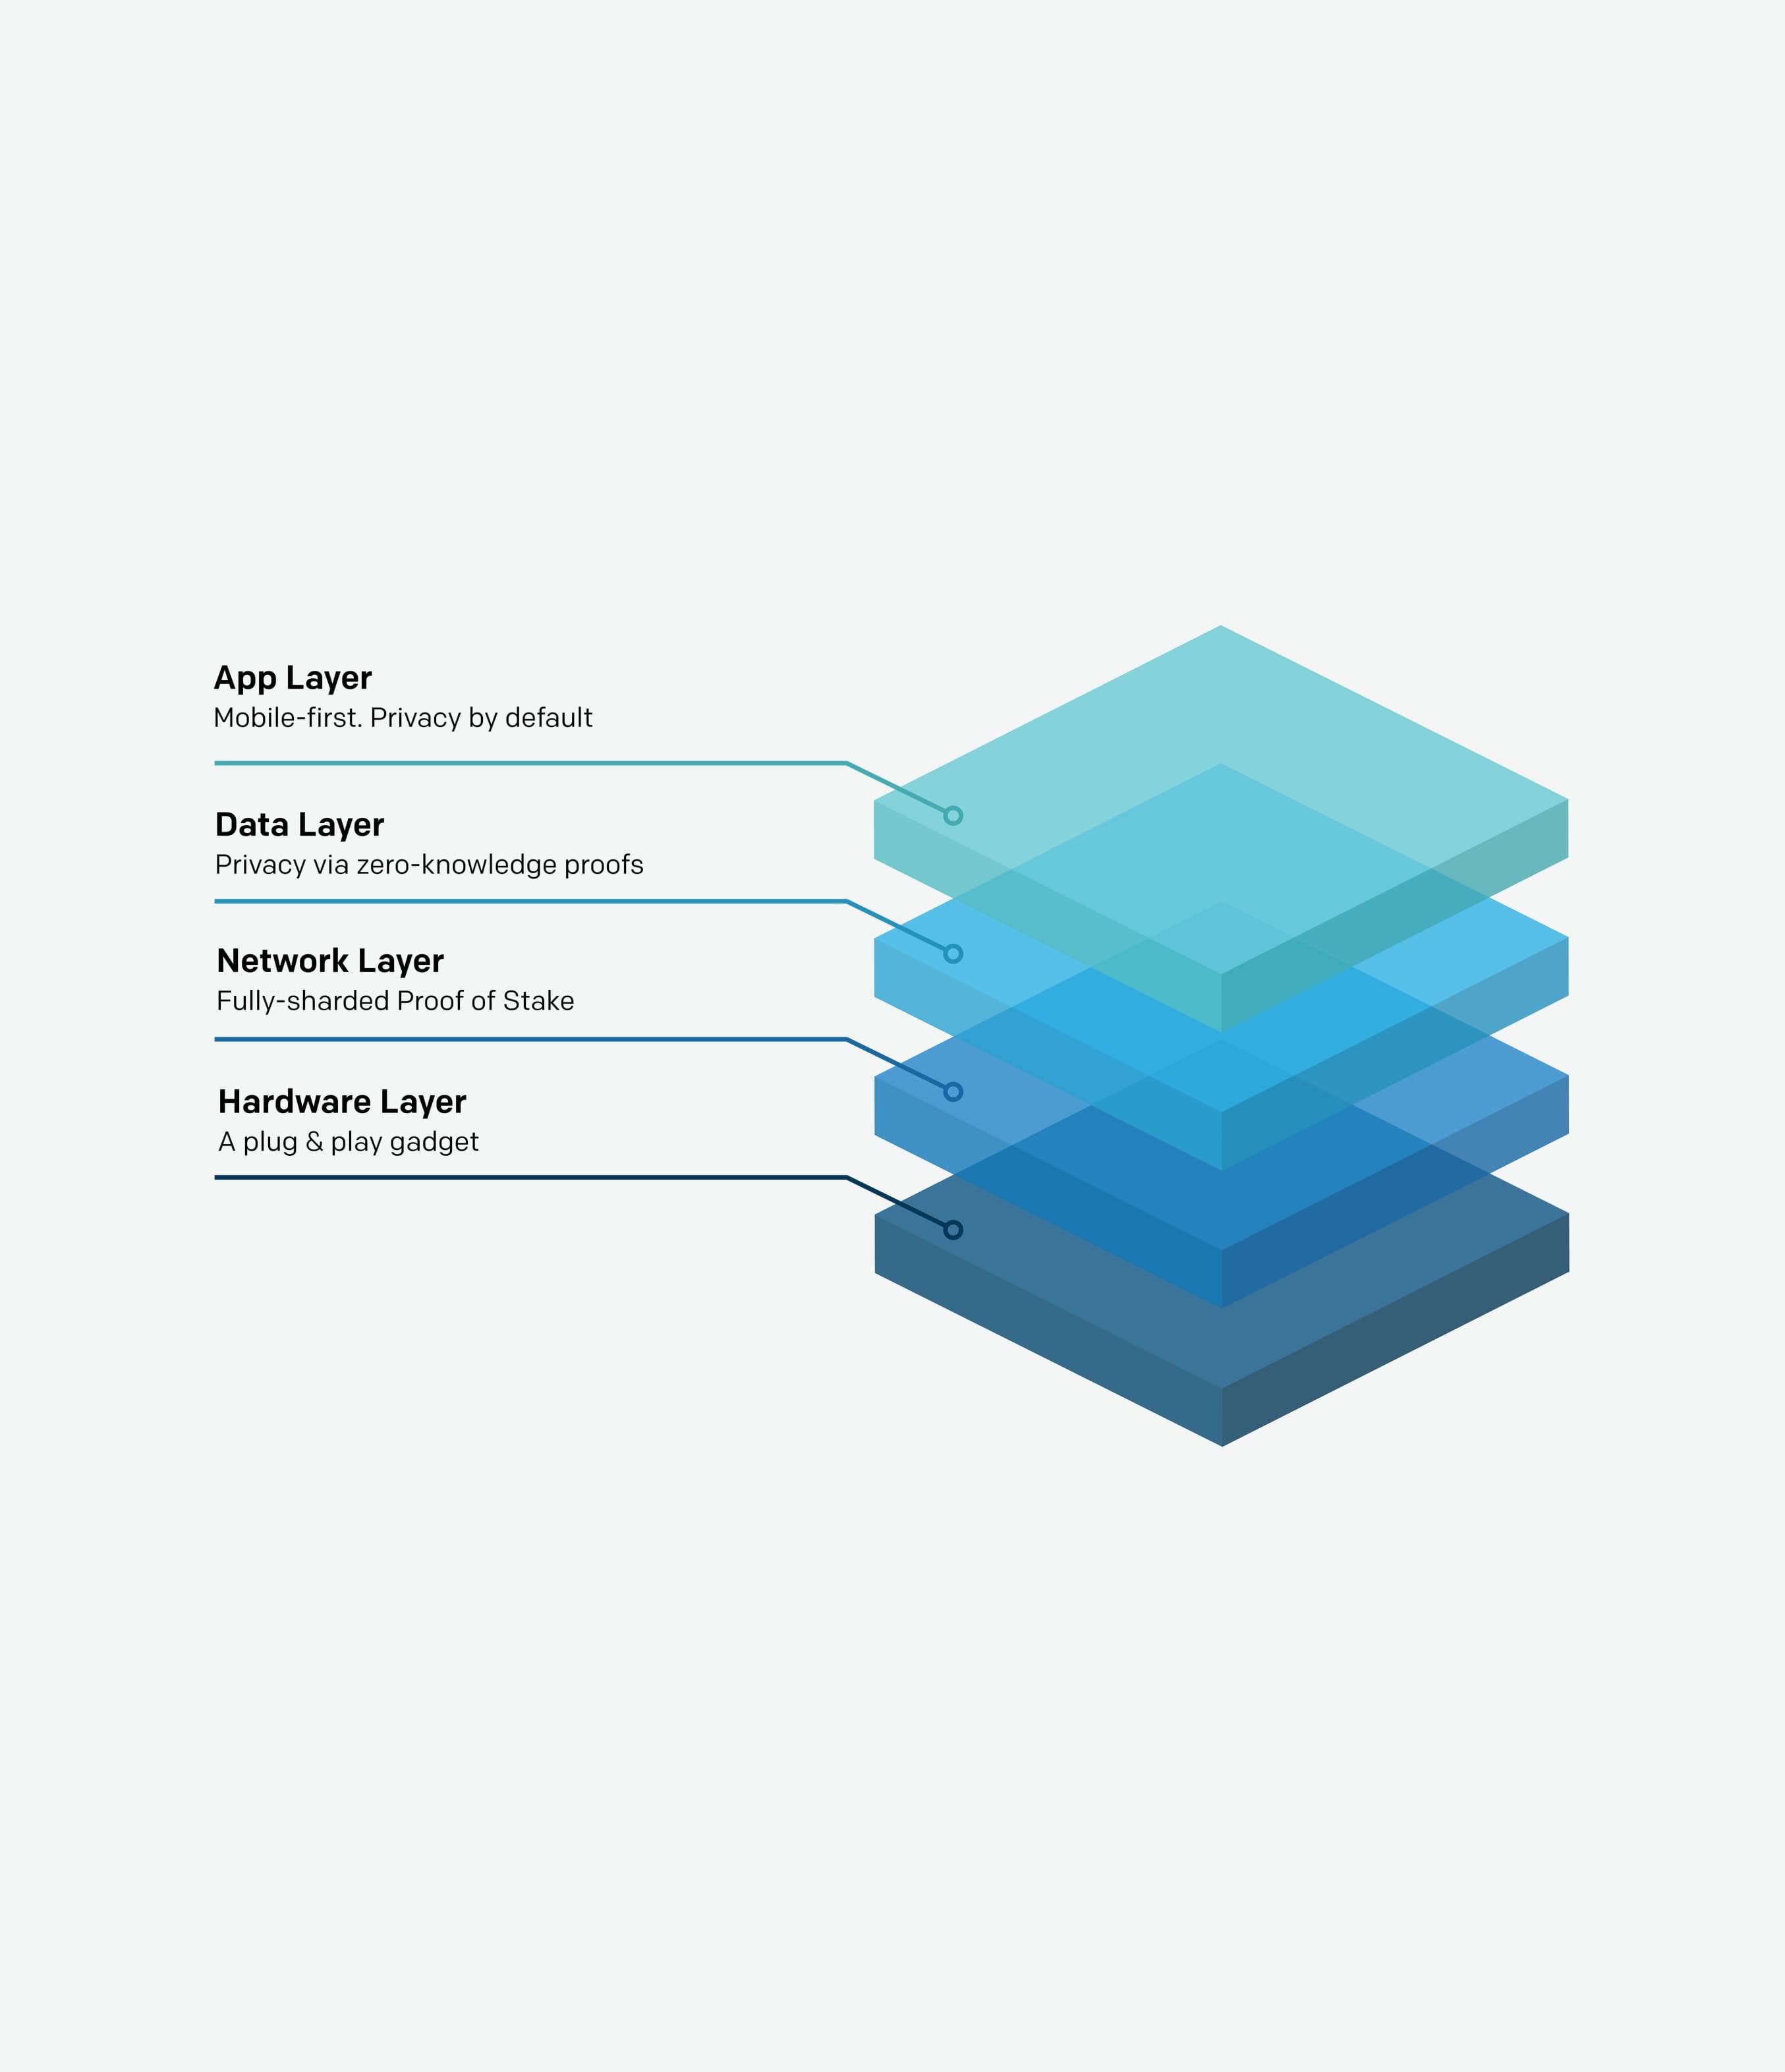 App Layer
Mobile-first. Privacy by default
Data Layer
Privacy via zero-knowledge proofs
Network Layer
Fully-sharded Proof of Stake
Hardware Layer
A plug & play gadget